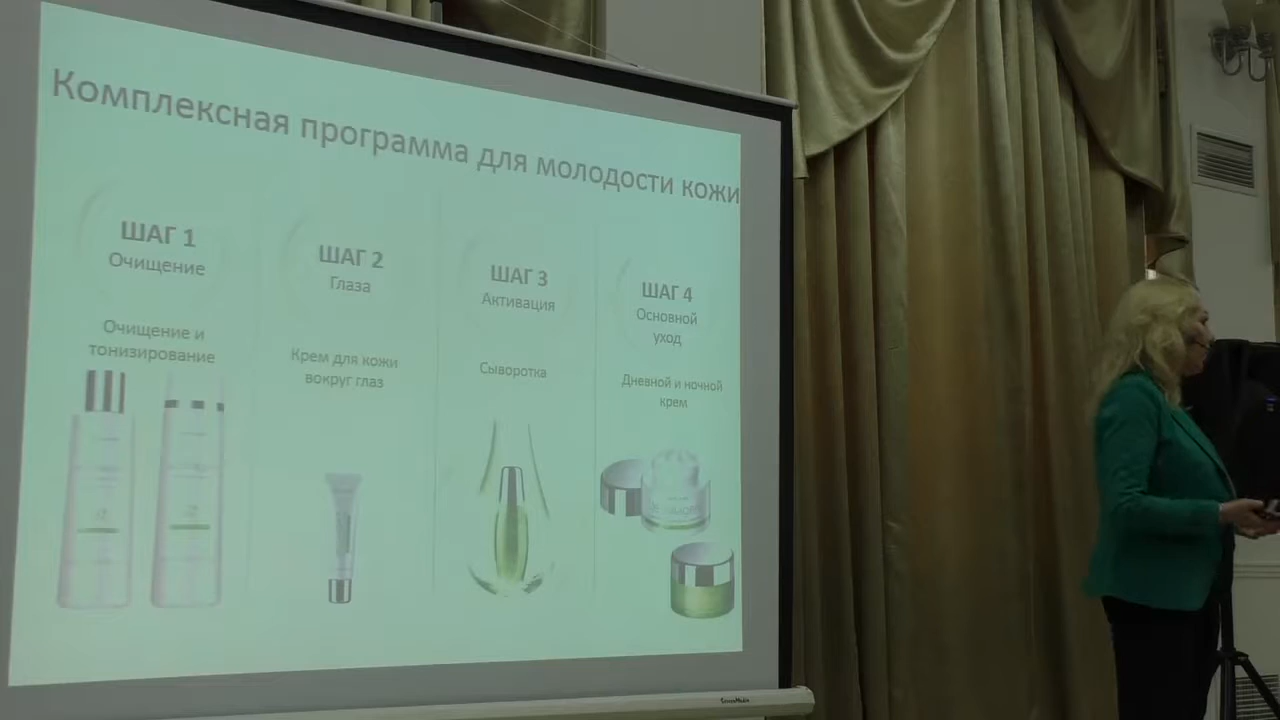 Комплексная программа для молодости кожи
ШАГ 1
Очищение
Очищение и
тонизирование
ШАГ 2
Глаза
Крем для кожи
вокруг глаз
ШАГ 3
Активация
Сыворотка
ШАГ 4
Основной
уход
Дневной и ночной
крем
ScreenMedia